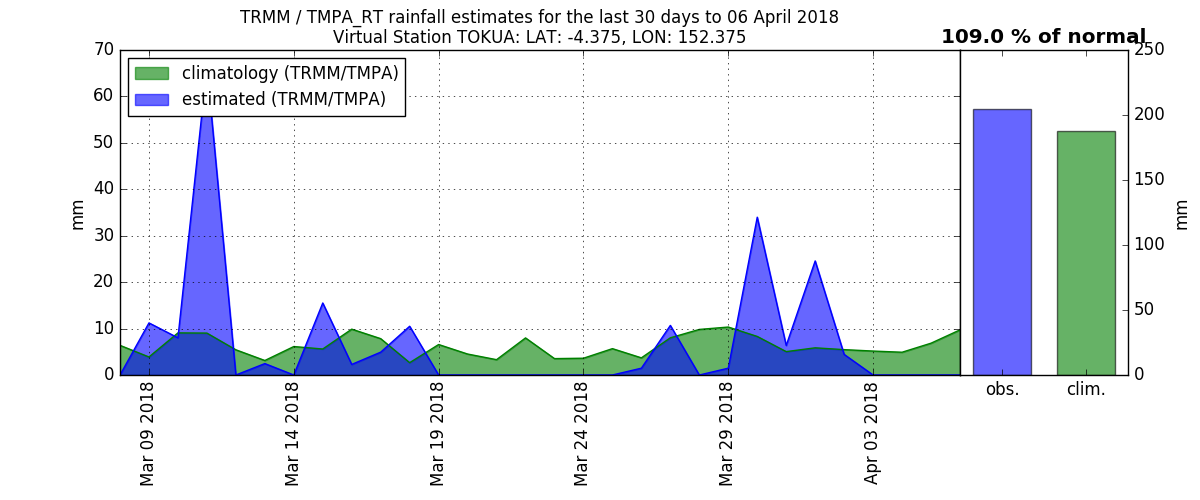 TRMM / TMPA_RT rainfall estimates for the last 30 days to 06 April 2018
Virtual Station TOKUA: LAT: -4.375, LON: 152.375
109.0 % of normal
climatology (TRMM/TMPA)
estimated (TRMM/TMPA)
mm
70
60
50
40
30
20
10
0
Mar 09 2018
Mar 14 2018
Mar 19 2018
Mar 24 2018
Mar 29 2018
Apr 03 2018
250
200
150
100
50
0
mm
obs.
clim.